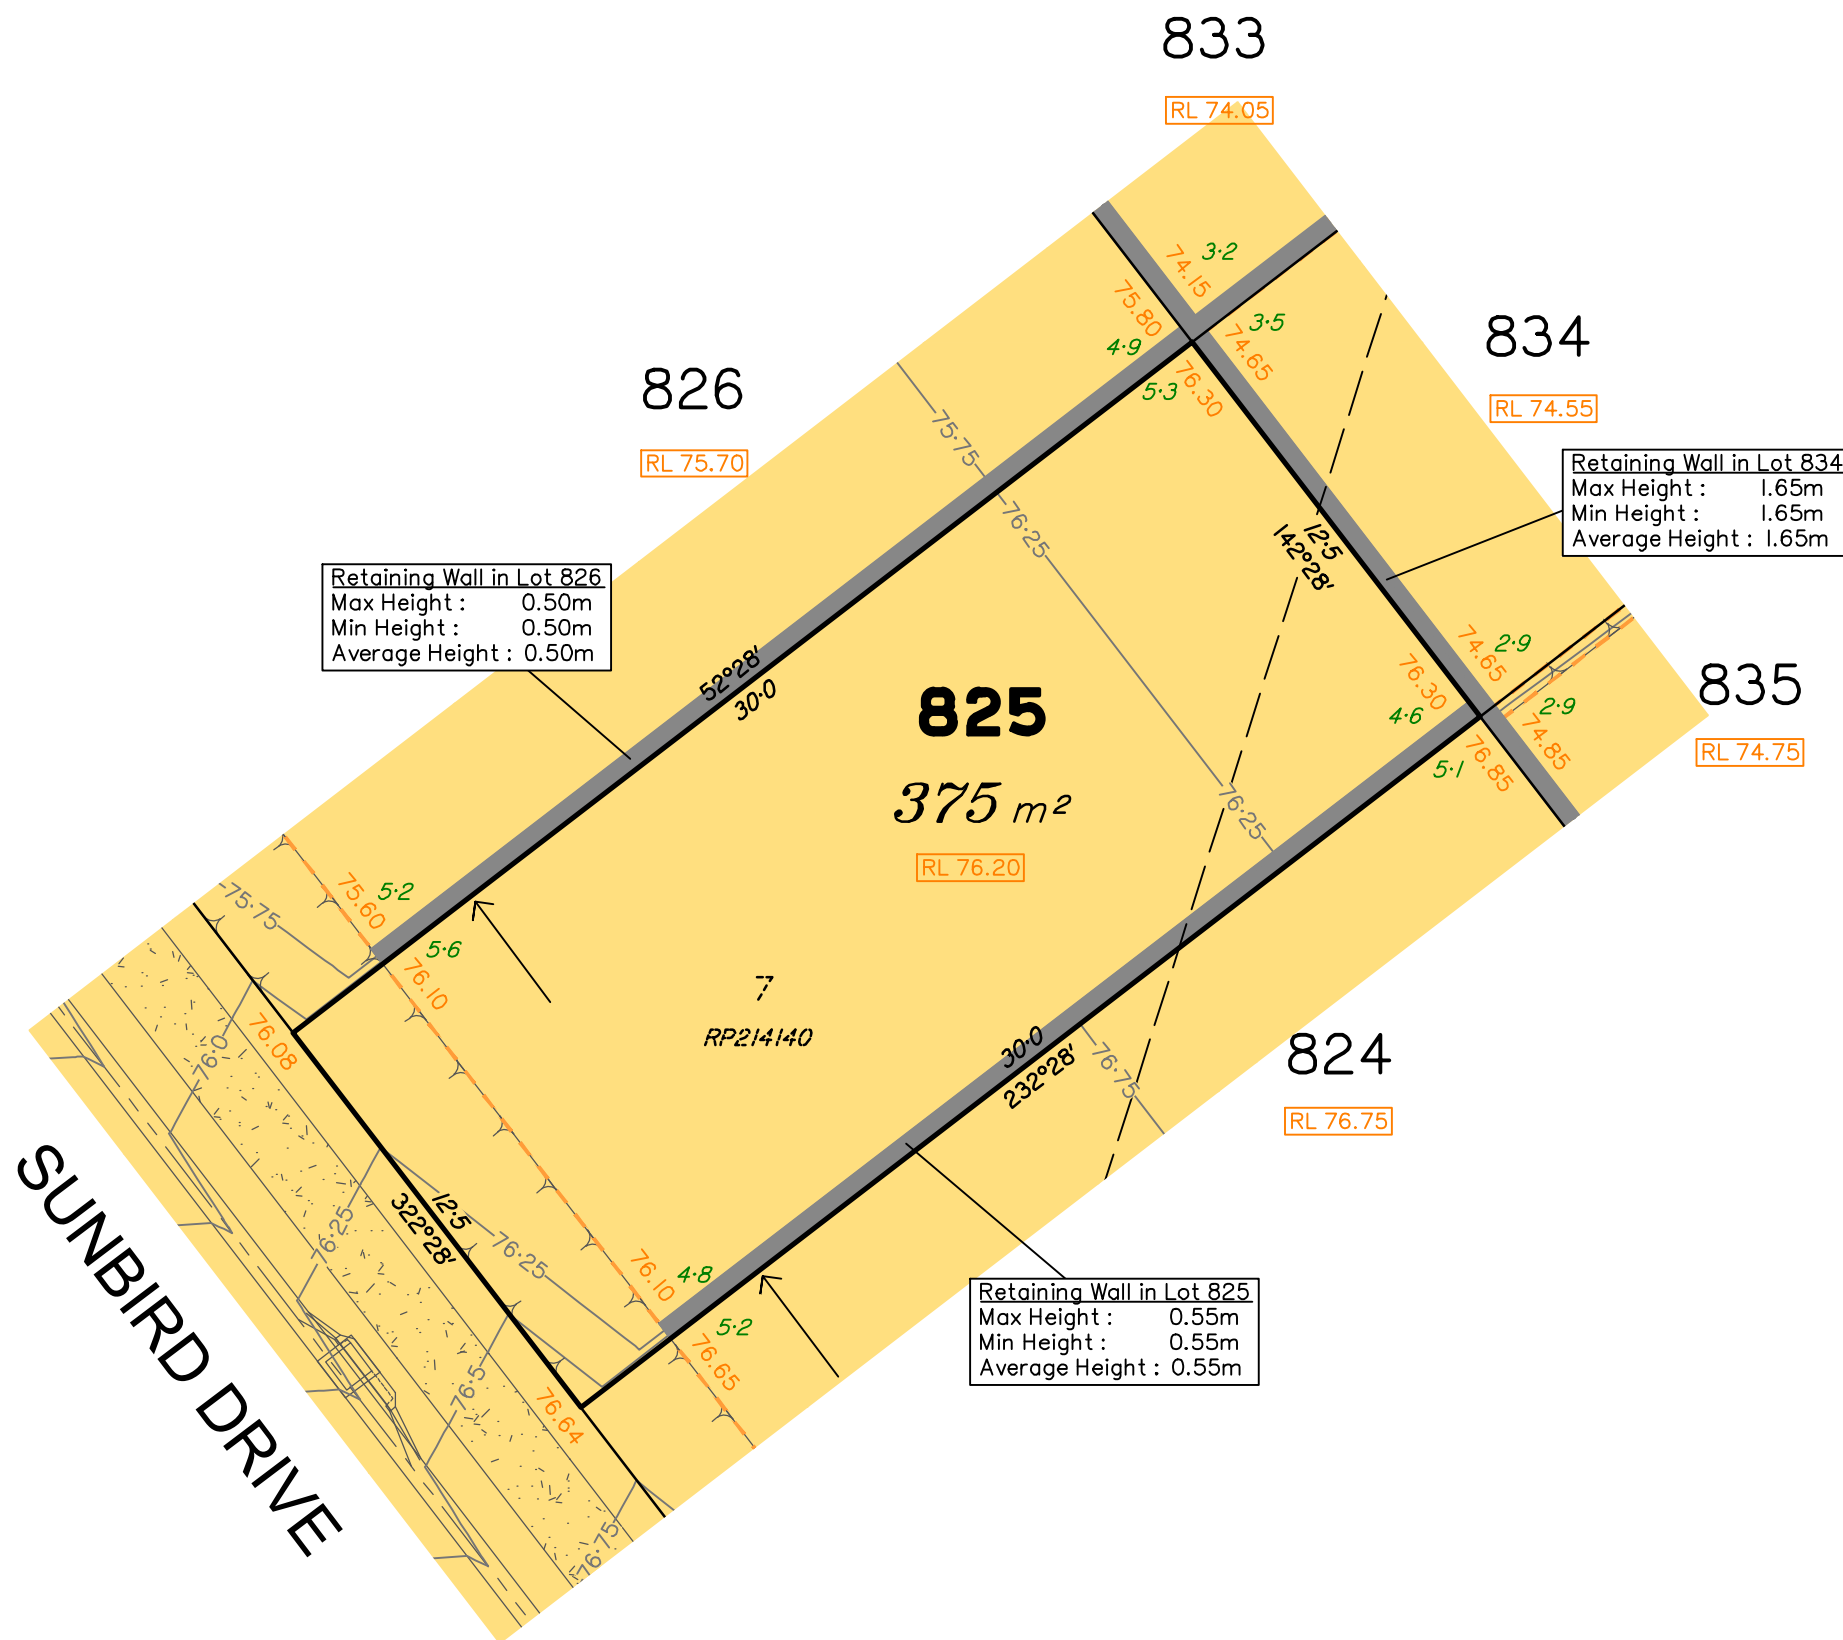 833
RL 74.05
3·2
74.15
75.80
4·9
3·5
74.65
5·3
76.30
834
RL 74.55
826
RL 75.70
75·75
76·25
Retaining Wall in Lot 834
Max Height : 1.65m
Min Height : 1.65m
Average Height : 1.65m
12·5
142°28'
Retaining Wall in Lot 826
Max Height : 0.50m
Min Height : 0.50m
Average Height : 0.50m
52°28'
30·0
825
375 m²
RL 76.20
74.65
2·9
76.30
4·6
2·9
74.85
5·1
76.85
835
RL 74.75
76·25
75.60
5·2
75·75
5·6
76.10
7
RP214140
76·0
76.08
30·0
232°28'
76·75
824
RL 76.75
SUNBIRD DRIVE
76·25
12·5
322°28'
76·25
76.10
4·8
5·2
76.65
Retaining Wall in Lot 825
Max Height : 0.55m
Min Height : 0.55m
Average Height : 0.55m
76·5
76.64
76·75